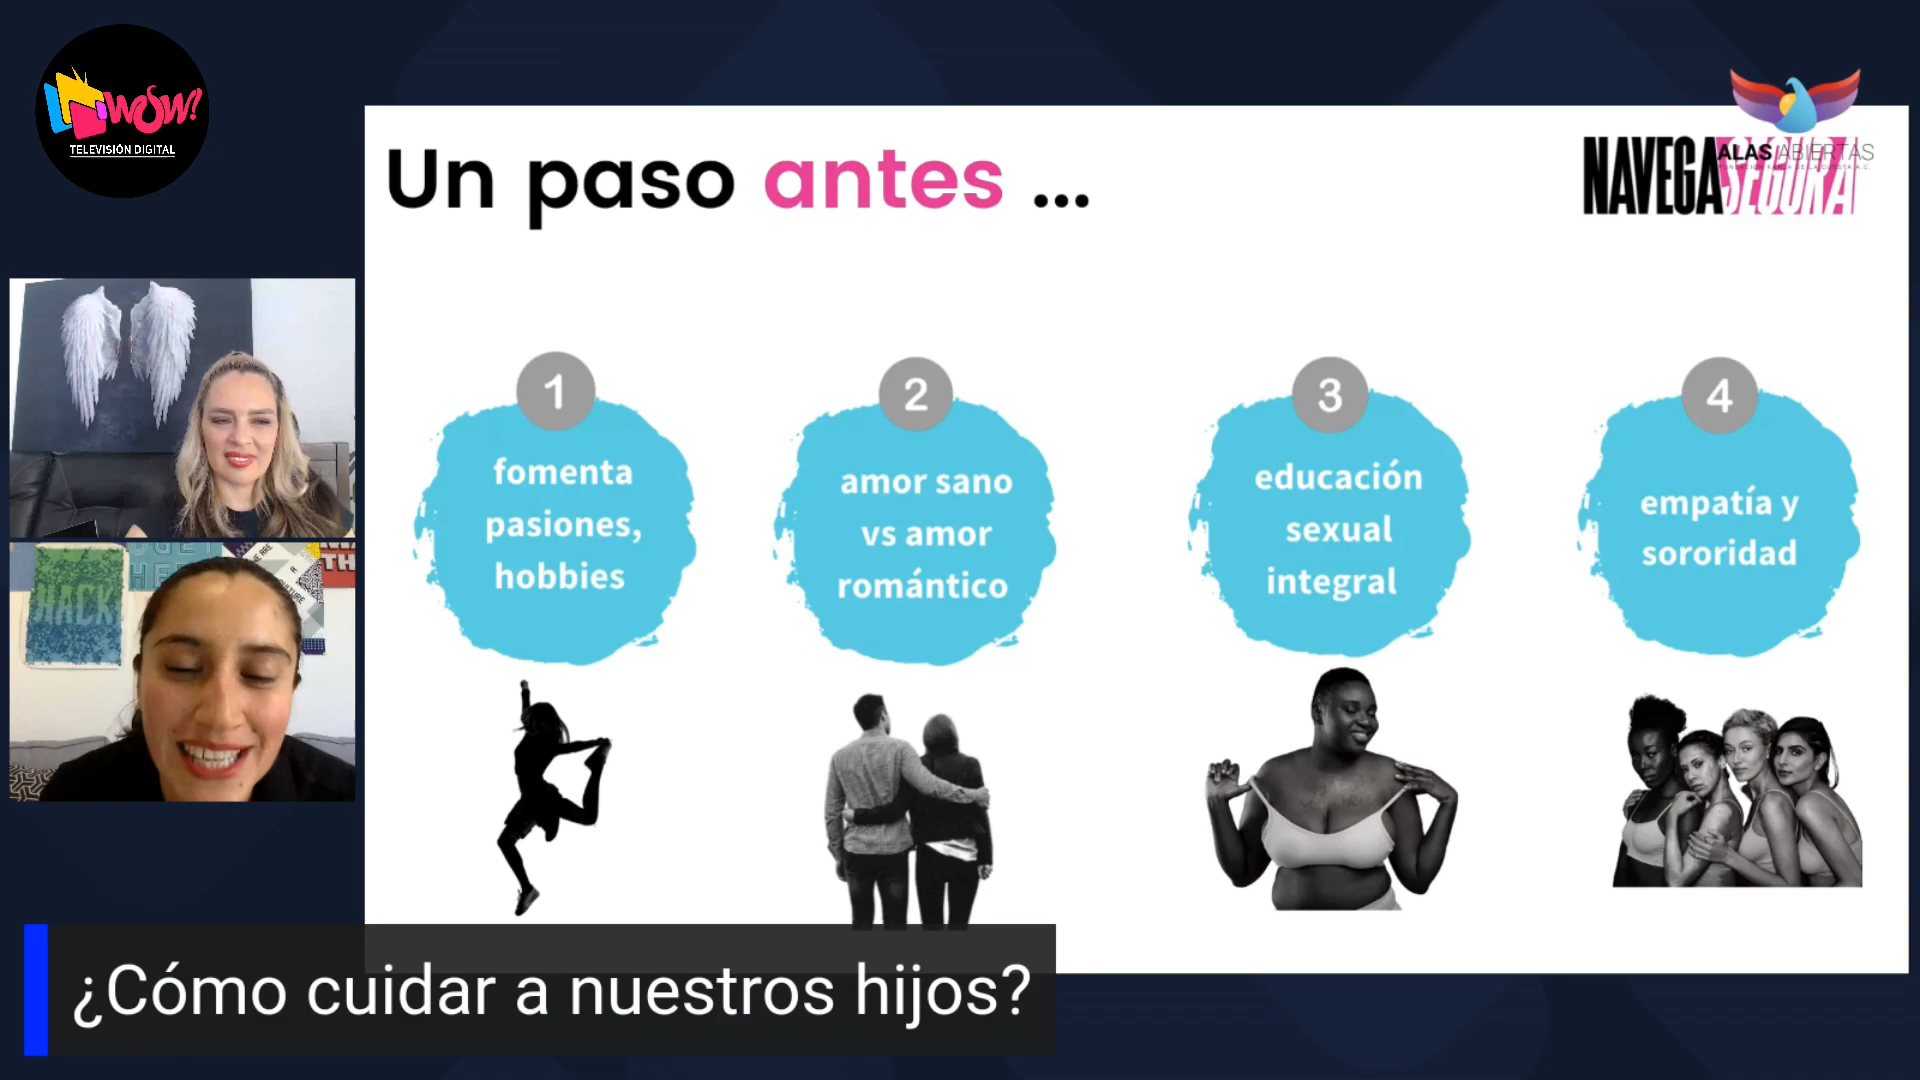 WOW!
TELEVISIÓN DIGITAL
Un paso antes ...
NAVEGA SEGURA
ALAS ABIERTAS
1
fomenta
pasiones,
hobbies
2
amor sano
vs amor
romántico
3
educación
sexual
integral
4
empatía y
sororidad
HACK
¿Cómo cuidar a nuestros hijos?